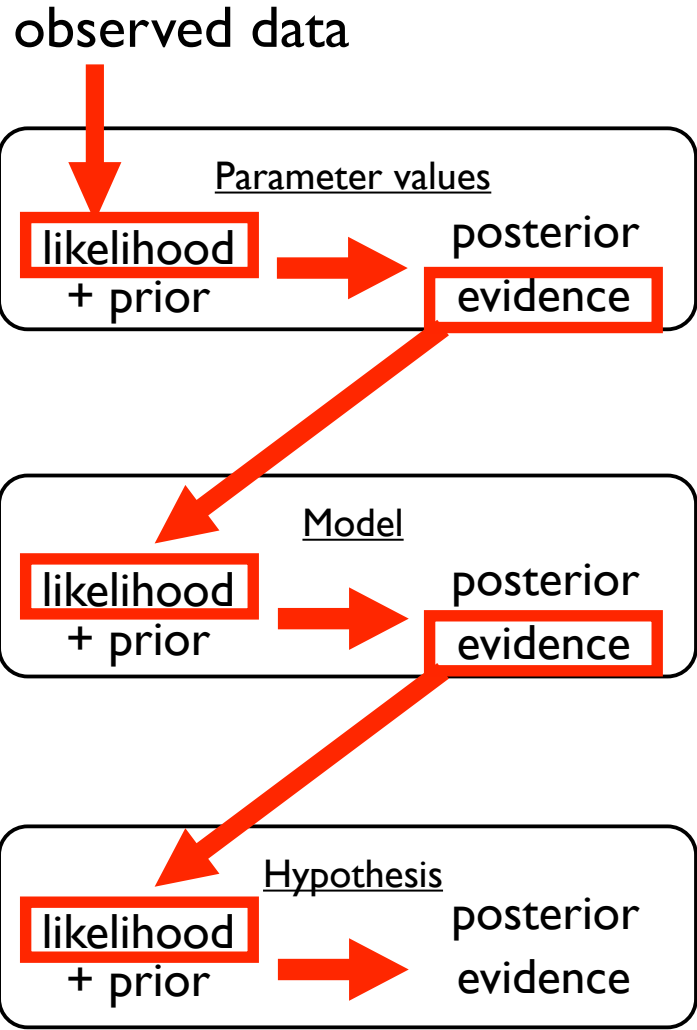 observed data
Parameter values
likelihood
+ prior
posterior
evidence
Model
likelihood
+ prior
posterior
evidence
Hypothesis
likelihood
+ prior
posterior
evidence